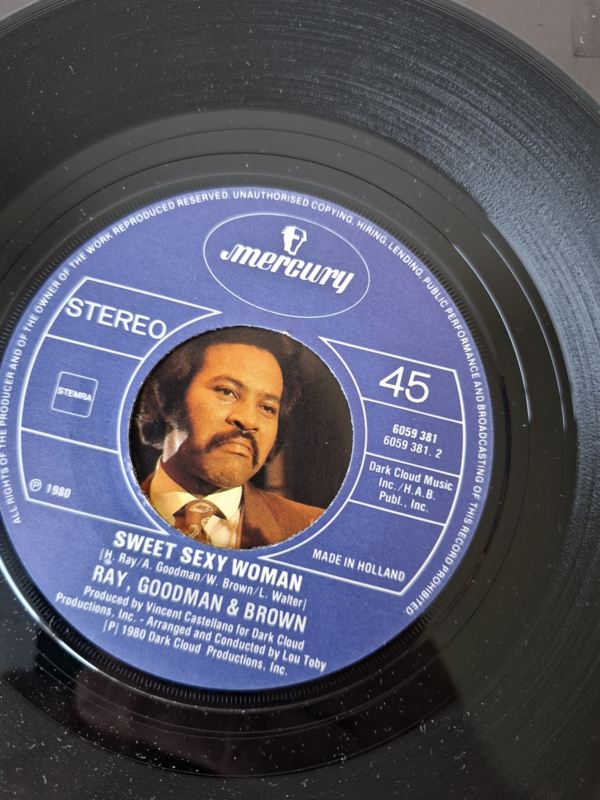 ALL RIGHTS OF THE PRODUCER AND OF THE OWNER OF THE WORK REPRODUCED RESERVED. UNAUTHORISED COPYING, HIRING, LENDING, PUBLIC PERFORMANCE AND BROADCASTING OF THIS RECORD PROHIBITED.
mercury
STEREO
STEMRA
℗ 1980
45
6059 381
6059 381. 2
Dark Cloud Music
Inc./H.A.B.
Publ., Inc.
MADE IN HOLLAND
SWEET SEXY WOMAN
[H. Ray/A. Goodman/W. Brown/L. Walter]
RAY, GOODMAN & BROWN
Produced by Vincent Castellano for Dark Cloud
Productions, Inc. - Arranged and Conducted by Lou Toby
[P] 1980 Dark Cloud Productions, Inc.